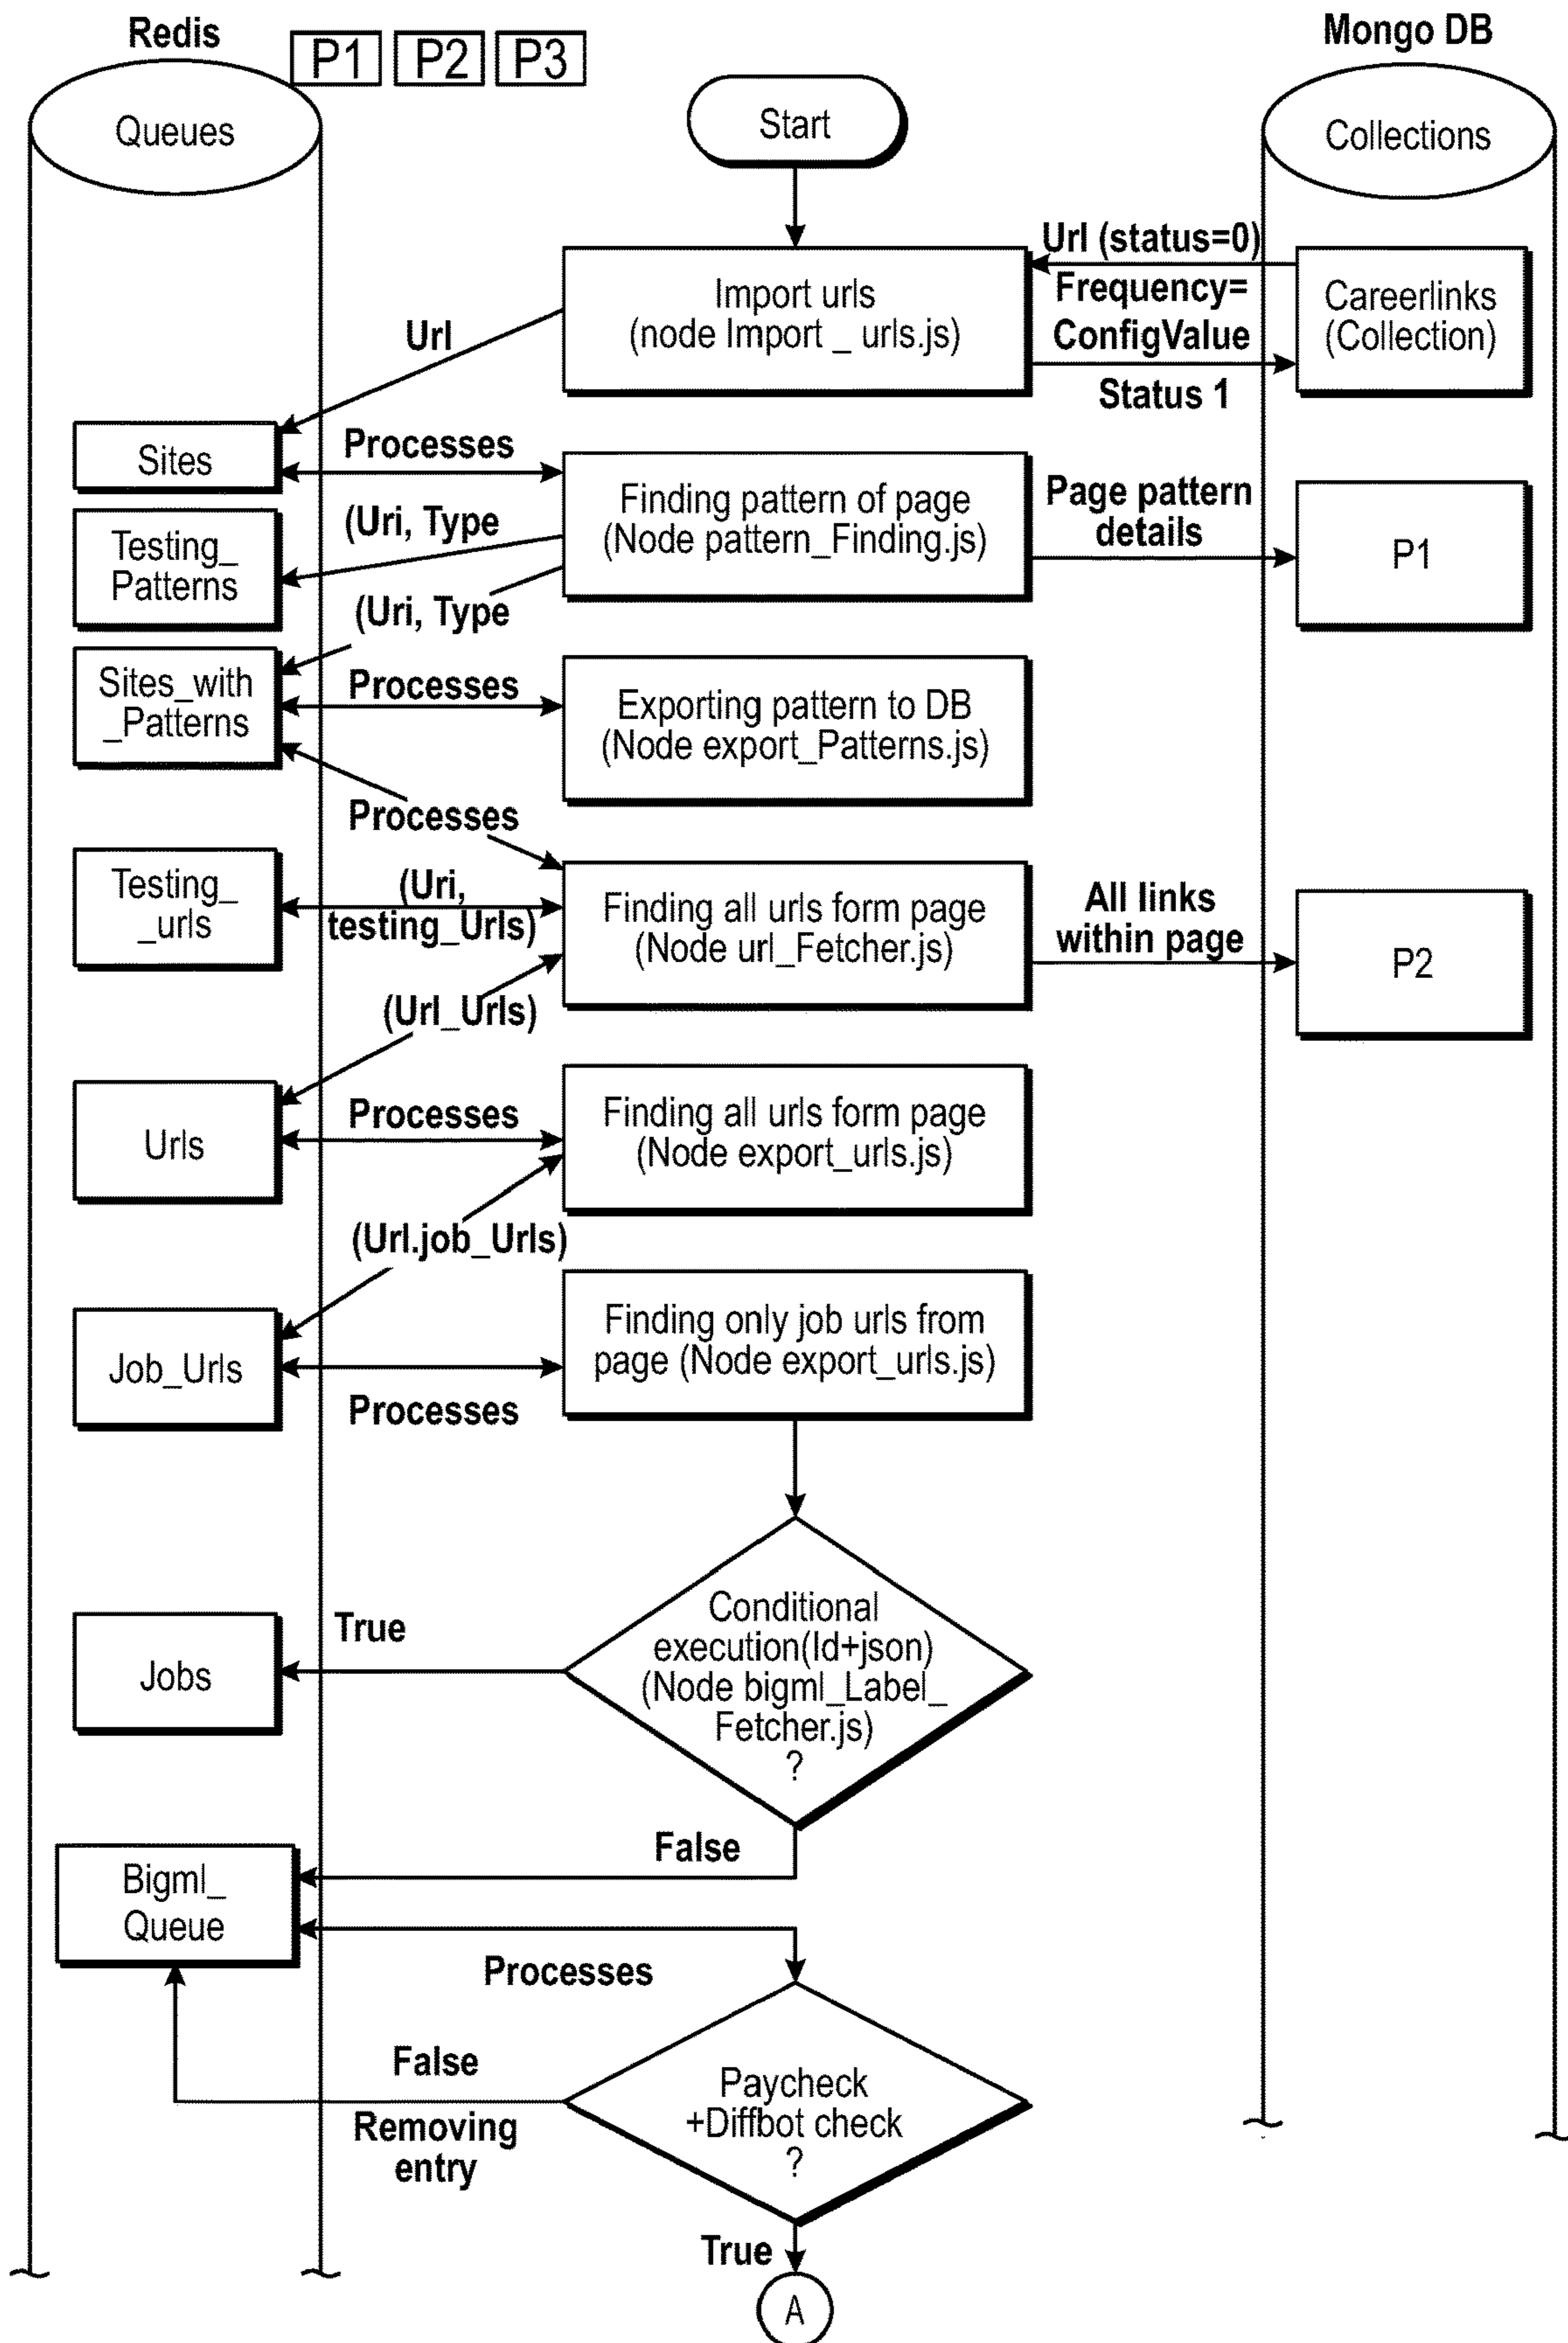 Redis
P1 P2 P3
Mongo DB
Queues
Start
Collections
Url (status=0)
Frequency=
ConfigValue
Status 1
Import urls
(node Import _ urls.js)
Careerlinks
(Collection)
Url
Sites
Processes
Finding pattern of page
(Node pattern_Finding.js)
Page pattern
details
P1
(Uri, Type
Testing_
Patterns
(Uri, Type
Sites_with
_Patterns
Processes
Exporting pattern to DB
(Node export_Patterns.js)
Processes
Testing_
_urls
(Uri,
testing_Urls)
Finding all urls form page
(Node url_Fetcher.js)
All links
within page
P2
(Url_Urls)
Urls
Processes
Finding all urls form page
(Node export_urls.js)
(Url.job_Urls)
Job_Urls
Processes
Finding only job urls from
page (Node export_urls.js)
Conditional
execution(Id+json)
(Node bigml_Label_
Fetcher.js)
?
True
Jobs
False
Bigml_
Queue
Processes
False
Removing
entry
Paycheck
+Diffbot check
?
True
A